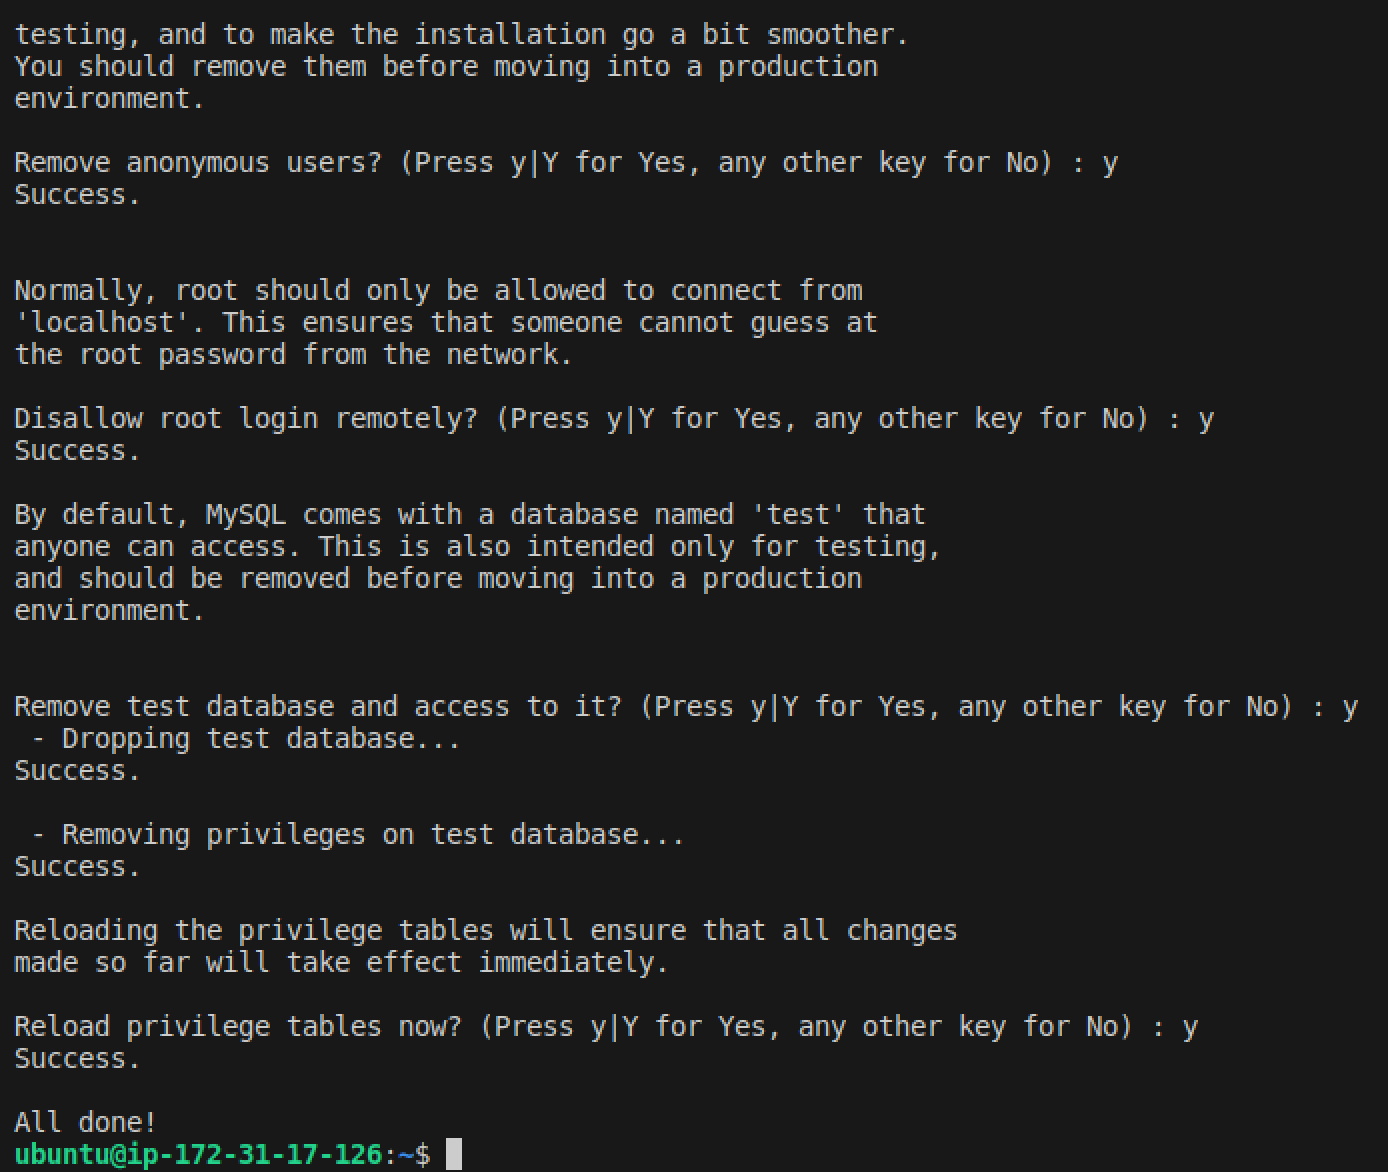 testing, and to make the installation go a bit smoother.
You should remove them before moving into a production
environment.
Remove anonymous users? (Press y|Y for Yes, any other key for No) : y
Success.
Normally, root should only be allowed to connect from
'localhost'. This ensures that someone cannot guess at
the root password from the network.
Disallow root login remotely? (Press y|Y for Yes, any other key for No) : y
Success.
By default, MySQL comes with a database named 'test' that
anyone can access. This is also intended only for testing,
and should be removed before moving into a production
environment.
Remove test database and access to it? (Press y|Y for Yes, any other key for No) : y
 - Dropping test database...
Success.
 - Removing privileges on test database...
Success.
Reloading the privilege tables will ensure that all changes
made so far will take effect immediately.
Reload privilege tables now? (Press y|Y for Yes, any other key for No) : y
Success.
All done!
ubuntu@ip-172-31-17-126:~$